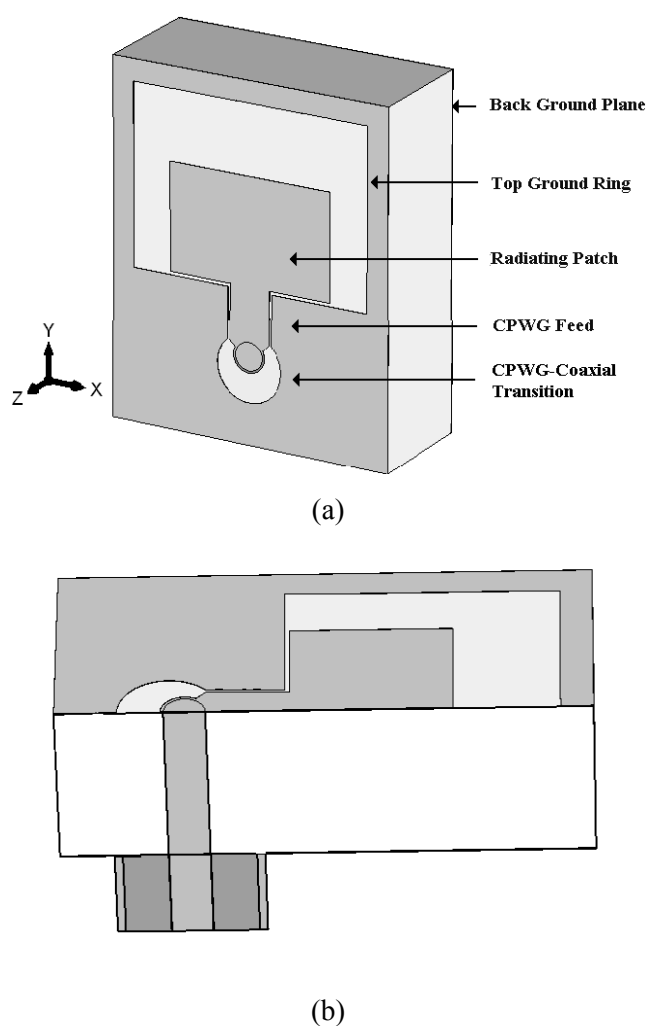 Back Ground Plane
Top Ground Ring
Radiating Patch
CPWG Feed
CPWG-Coaxial
Transition
Y
Z
X
(a)
(b)